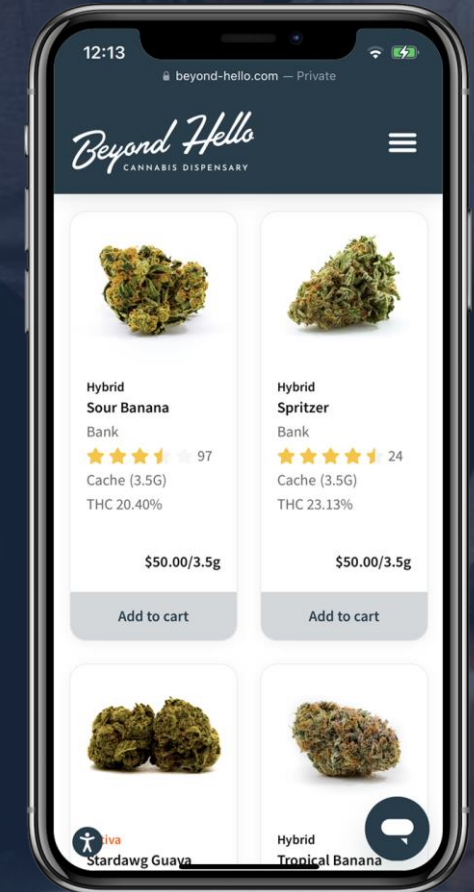 12:13
beyond-hello.com — Private
Beyond Hello
CANNABIS DISPENSARY
Hybrid
Sour Banana
Bank
97
Cache (3.5G)
THC 20.40%
$50.00/3.5g
Add to cart
Hybrid
Spritzer
Bank
24
Cache (3.5G)
THC 23.13%
$50.00/3.5g
Add to cart
tiva
Stardawg Guava
Hybrid
Tropical Banana